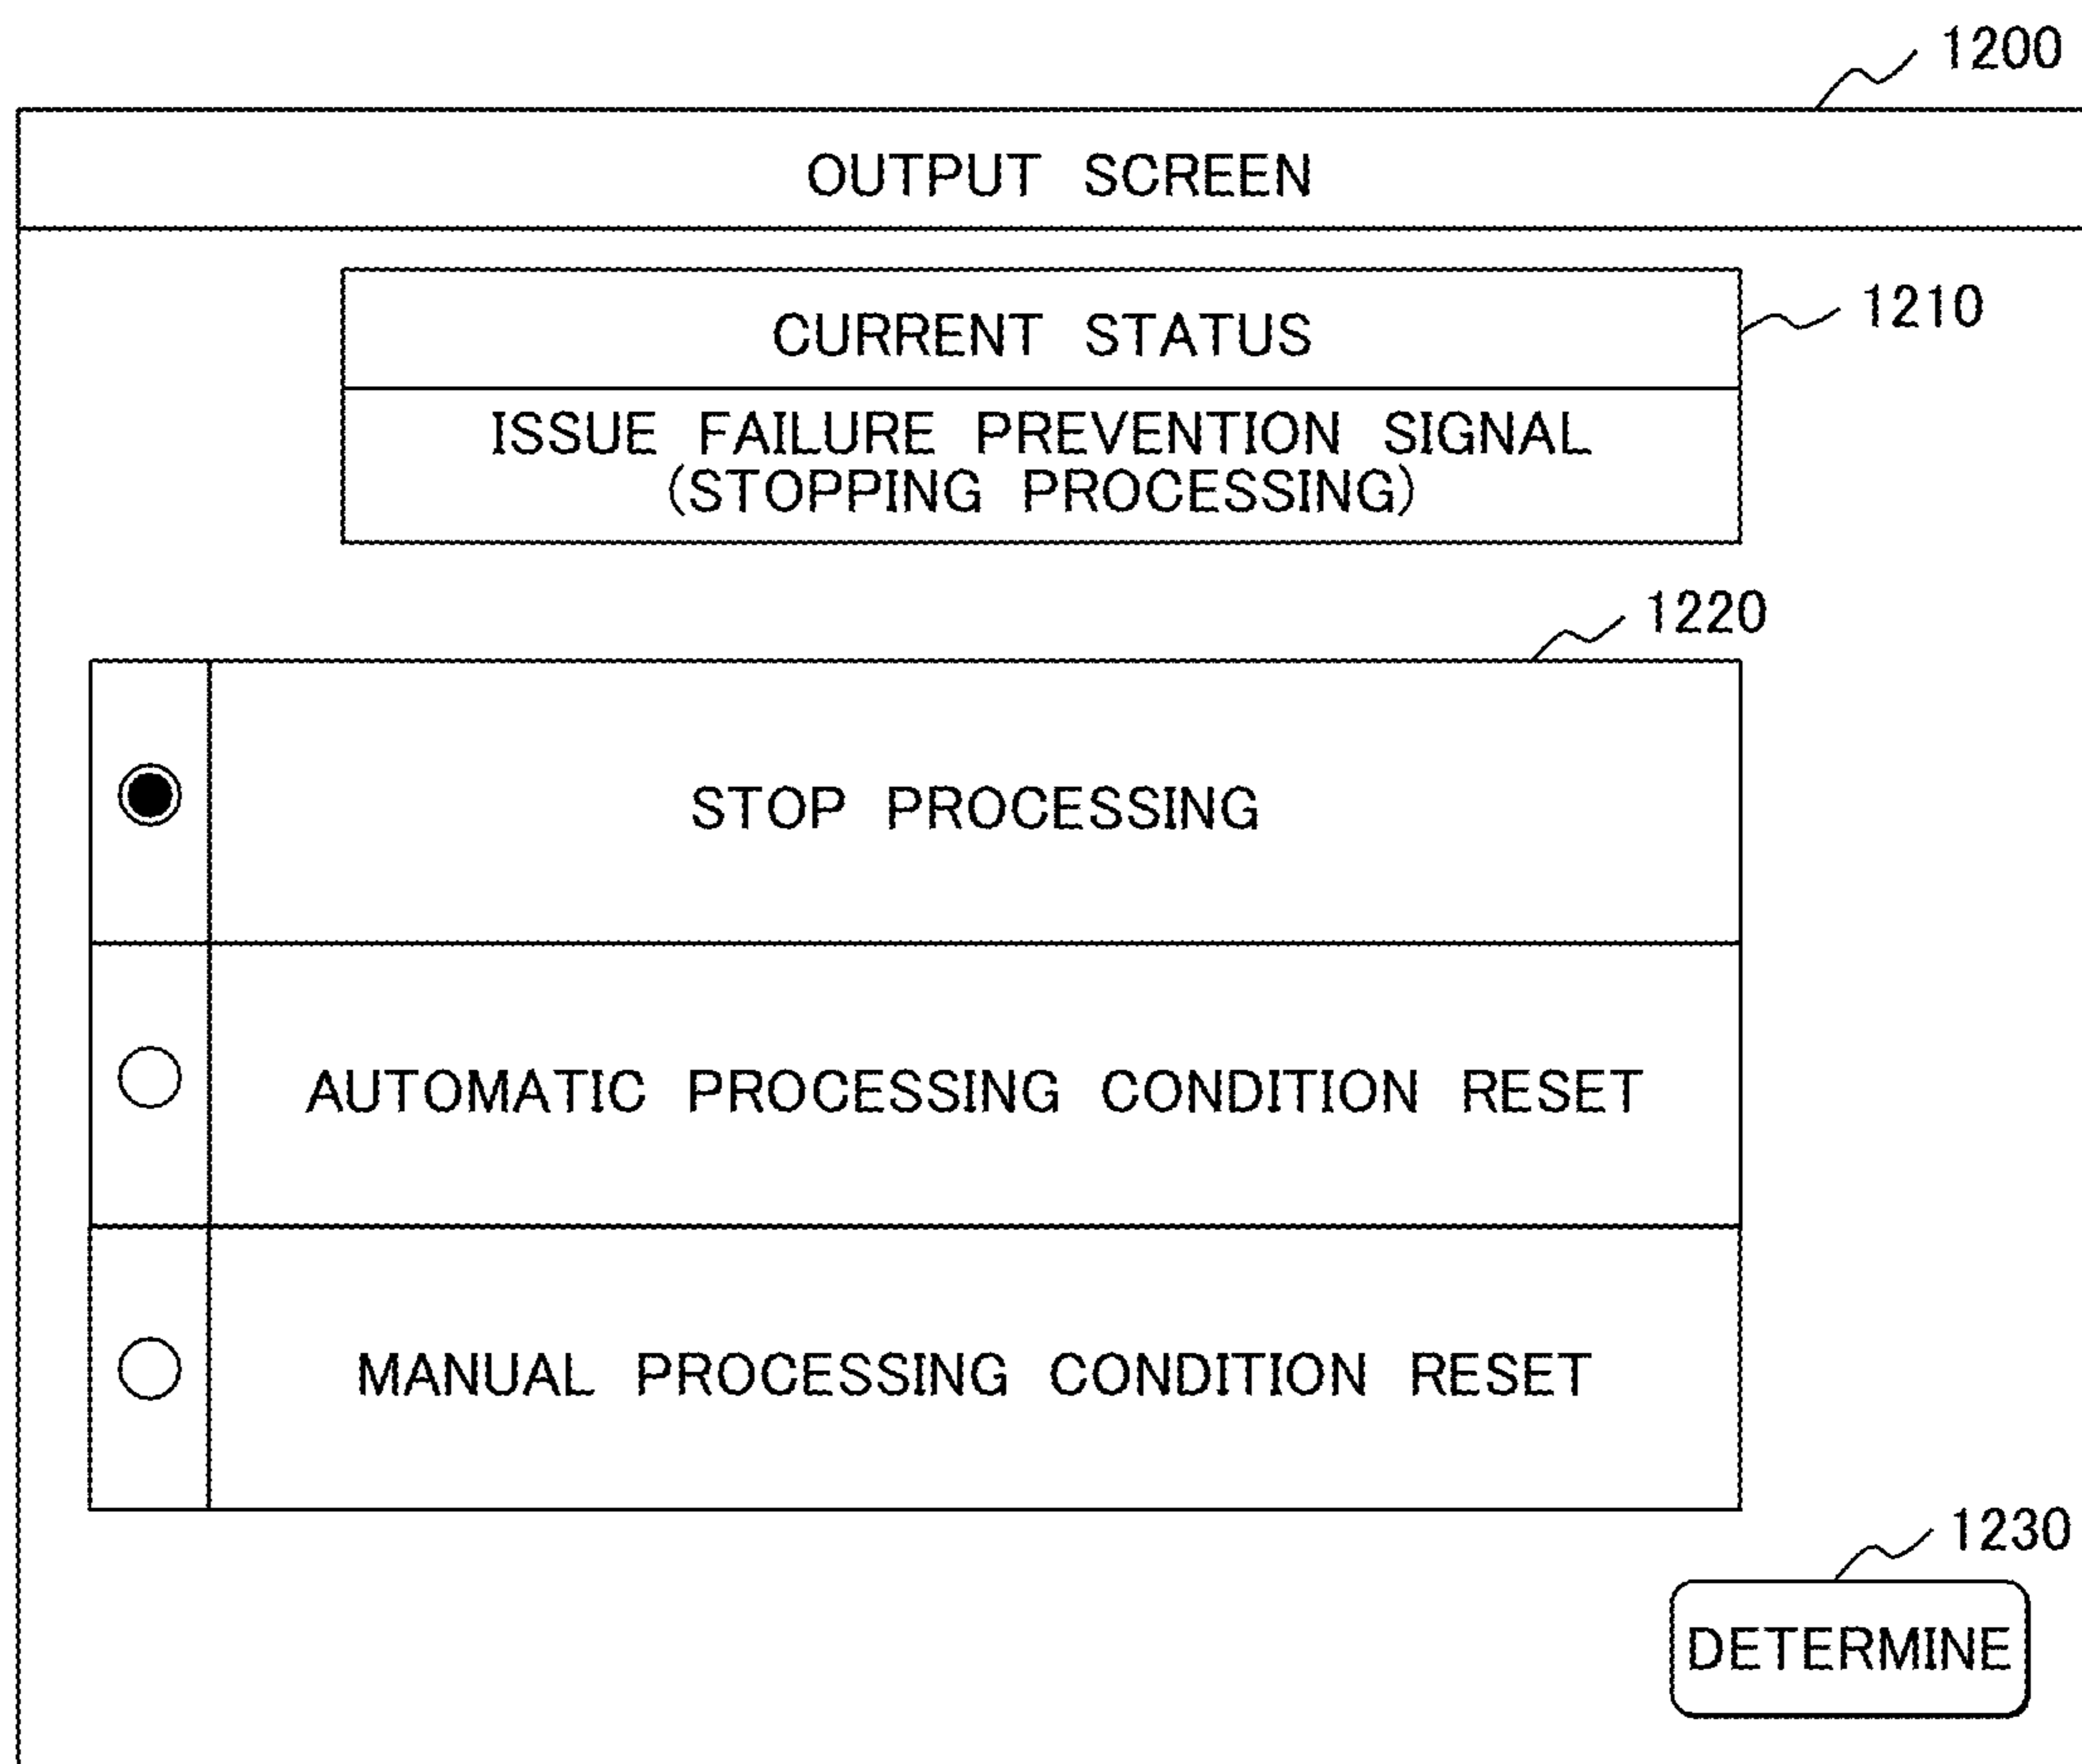 1200
OUTPUT SCREEN
CURRENT STATUS
1210
ISSUE FAILURE PREVENTION SIGNAL
(STOPPING PROCESSING)
1220
STOP PROCESSING
AUTOMATIC PROCESSING CONDITION RESET
MANUAL PROCESSING CONDITION RESET
1230
DETERMINE